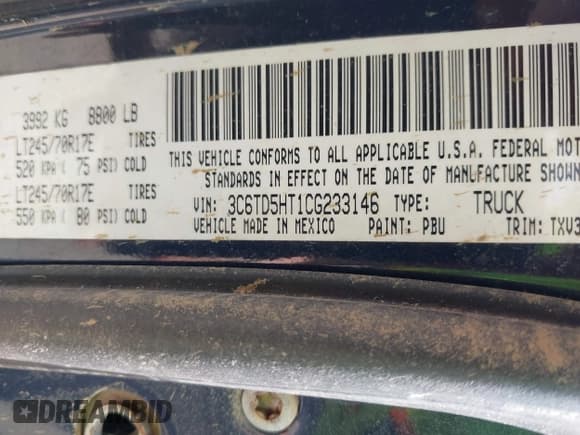 3992 KG 8800 LB
LT245/70R17E TIRES
520 KPA ( 75 PSI) COLD
LT245/70R17E TIRES
550 KPA ( 80 PSI) COLD
THIS VEHICLE CONFORMS TO ALL APPLICABLE U.S.A. FEDERAL MOT
STANDARDS IN EFFECT ON THE DATE OF MANUFACTURE SHOWN
VIN: 3C6TD5HT1CG233146 TYPE: TRUCK
VEHICLE MADE IN MEXICO PAINT: PBU TRIM: TXV3
DREAMBID